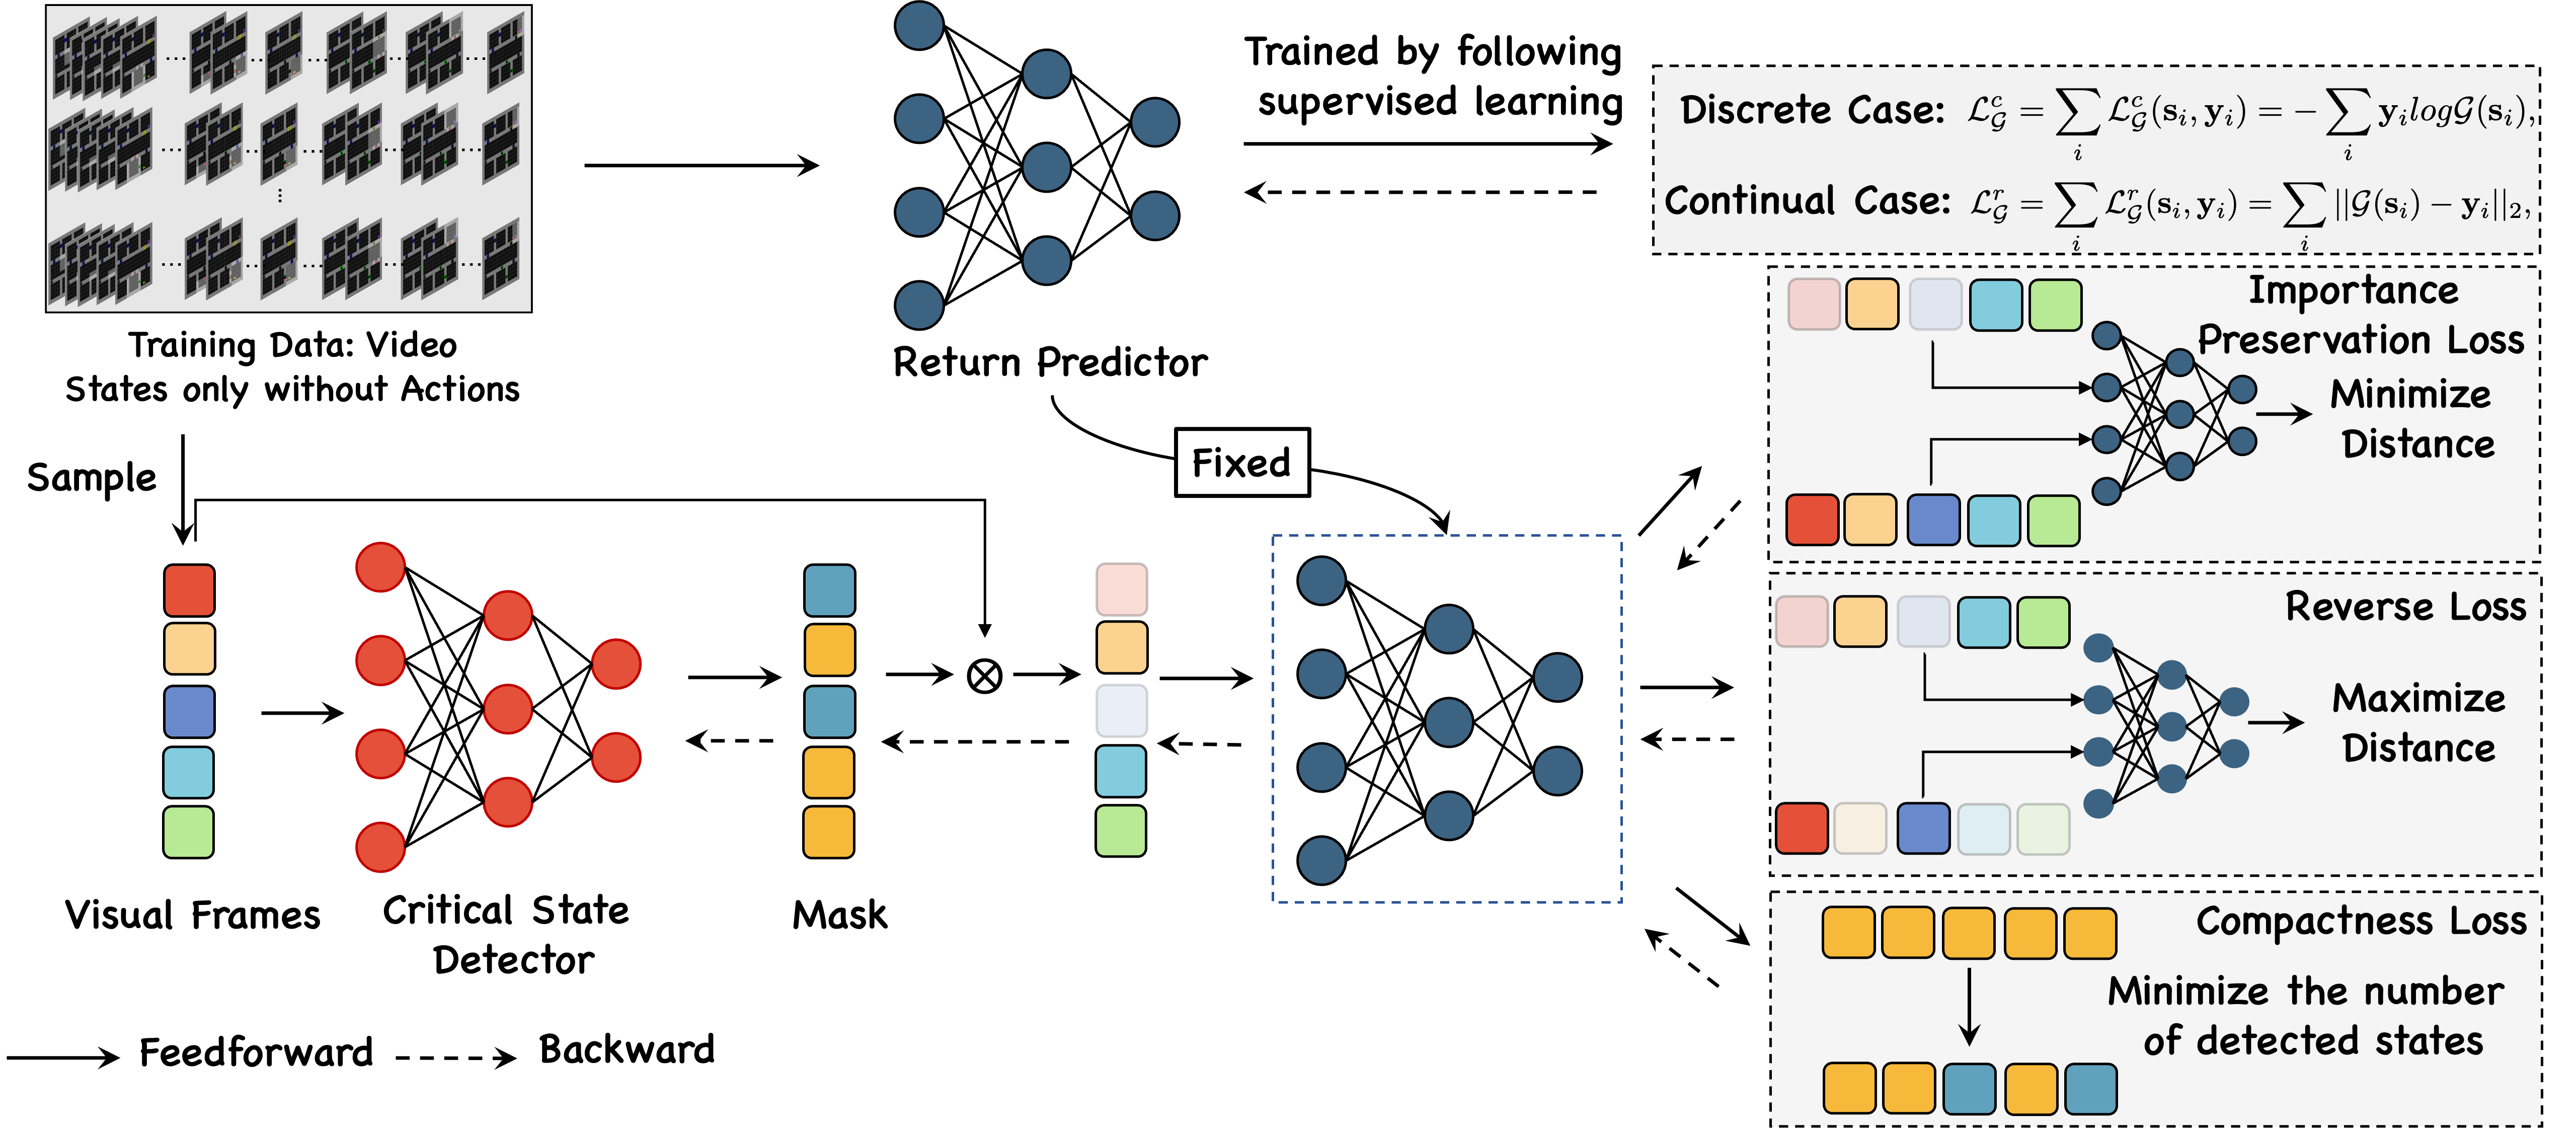 Training Data: Video
States only without Actions
Return Predictor
Trained by following
supervised learning
Discrete Case: $\mathcal{L}_{\mathcal{G}}^{c} = \sum_{i} \mathcal{L}_{\mathcal{G}}^{c}(\mathbf{s}_i, \mathbf{y}_i) = -\sum_{i} \mathbf{y}_i log\mathcal{G}(\mathbf{s}_i),$
Continual Case: $\mathcal{L}_{\mathcal{G}}^{r} = \sum_{i} \mathcal{L}_{\mathcal{G}}^{r}(\mathbf{s}_i, \mathbf{y}_i) = \sum_{i} ||\mathcal{G}(\mathbf{s}_i) - \mathbf{y}_i||_2,$
Sample
Fixed
Visual Frames
Critical State
Detector
Mask
Importance
Preservation Loss
Minimize
Distance
Reverse Loss
Maximize
Distance
Compactness Loss
Minimize the number
of detected states
Feedforward
Backward